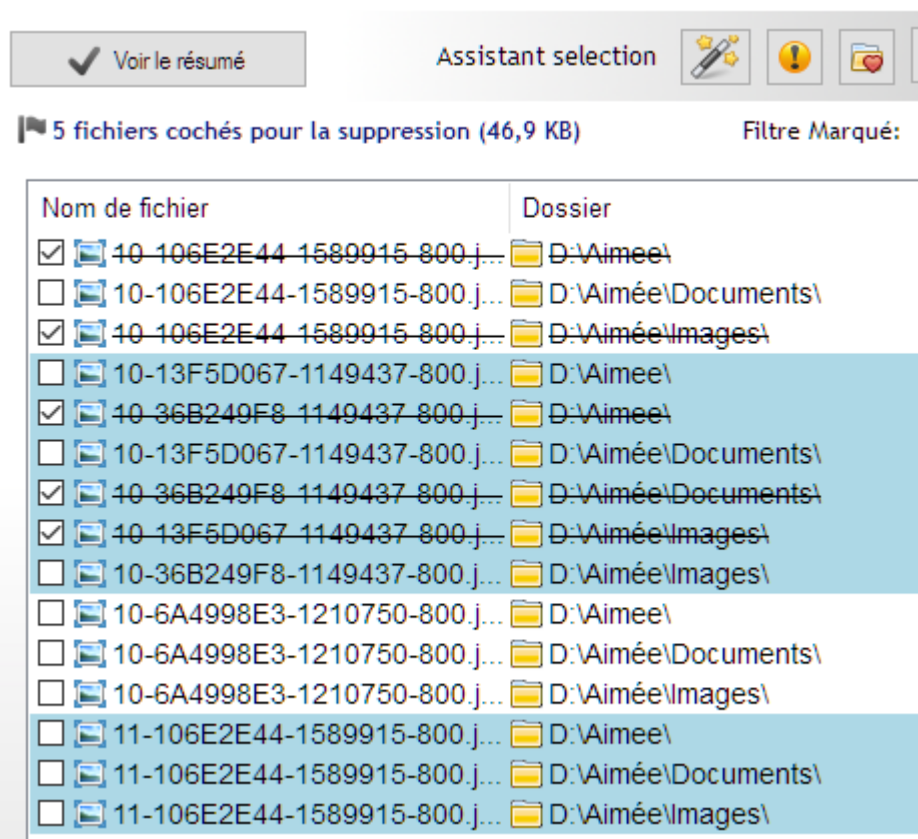 Voir le résumé Assistant selection
5 fichiers cochés pour la suppression (46,9 KB) Filtre Marqué:
Nom de fichier Dossier
10-106E2E44-1589915-800.j... D:\Aimee\
10-106E2E44-1589915-800.j... D:\Aimée\Documents\
10-106E2E44-1589915-800.j... D:\Aimée\Images\
10-13F5D067-1149437-800.j... D:\Aimee\
10-36B249F8-1149437-800.j... D:\Aimee\
10-13F5D067-1149437-800.j... D:\Aimée\Documents\
10-36B249F8-1149437-800.j... D:\Aimée\Documents\
10-13F5D067-1149437-800.j... D:\Aimée\Images\
10-36B249F8-1149437-800.j... D:\Aimée\Images\
10-6A4998E3-1210750-800.j... D:\Aimee\
10-6A4998E3-1210750-800.j... D:\Aimée\Documents\
10-6A4998E3-1210750-800.j... D:\Aimée\Images\
11-106E2E44-1589915-800.j... D:\Aimee\
11-106E2E44-1589915-800.j... D:\Aimée\Documents\
11-106E2E44-1589915-800.j... D:\Aimée\Images\